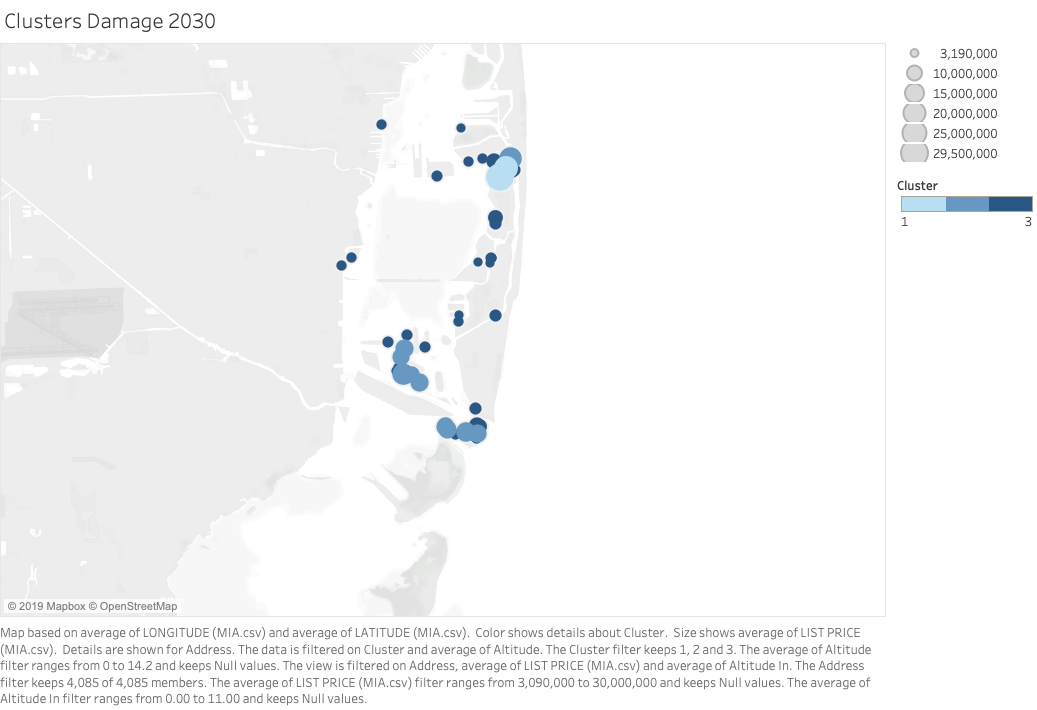 Clusters Damage 2030
3,190,000
10,000,000
15,000,000
20,000,000
25,000,000
29,500,000
Cluster
1 3
© 2019 Mapbox © OpenStreetMap
Map based on average of LONGITUDE (MIA.csv) and average of LATITUDE (MIA.csv).  Color shows details about Cluster.  Size shows average of LIST PRICE
(MIA.csv).  Details are shown for Address. The data is filtered on Cluster and average of Altitude. The Cluster filter keeps 1, 2 and 3. The average of Altitude
filter ranges from 0 to 14.2 and keeps Null values. The view is filtered on Address, average of LIST PRICE (MIA.csv) and average of Altitude In. The Address
filter keeps 4,085 of 4,085 members. The average of LIST PRICE (MIA.csv) filter ranges from 3,090,000 to 30,000,000 and keeps Null values. The average of
Altitude In filter ranges from 0.00 to 11.00 and keeps Null values.